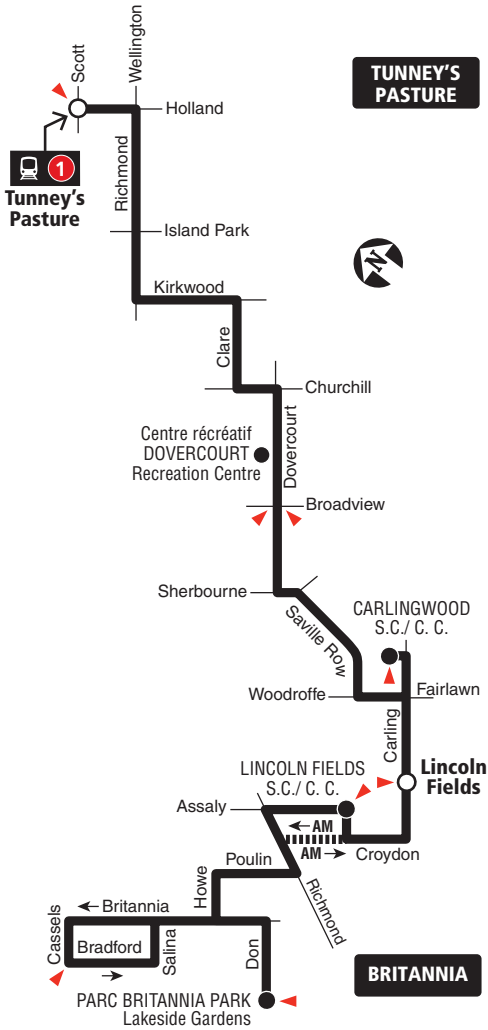 Scott
Wellington
TUNNEY'S
PASTURE
Holland
1
Tunney's
Pasture
Richmond
Island Park
N
Kirkwood
Clare
Churchill
Centre récréatif
DOVERCOURT
Recreation Centre
Dovercourt
Broadview
Sherbourne
Saville Row
CARLINGWOOD
S.C./ C. C.
Woodroffe
Fairlawn
Carling
LINCOLN FIELDS
S.C./ C. C.
Lincoln
Fields
Assaly
AM
AM
Croydon
Poulin
Howe
Richmond
Britannia
Cassels
Bradford
Salina
Don
BRITANNIA
PARC BRITANNIA PARK
Lakeside Gardens